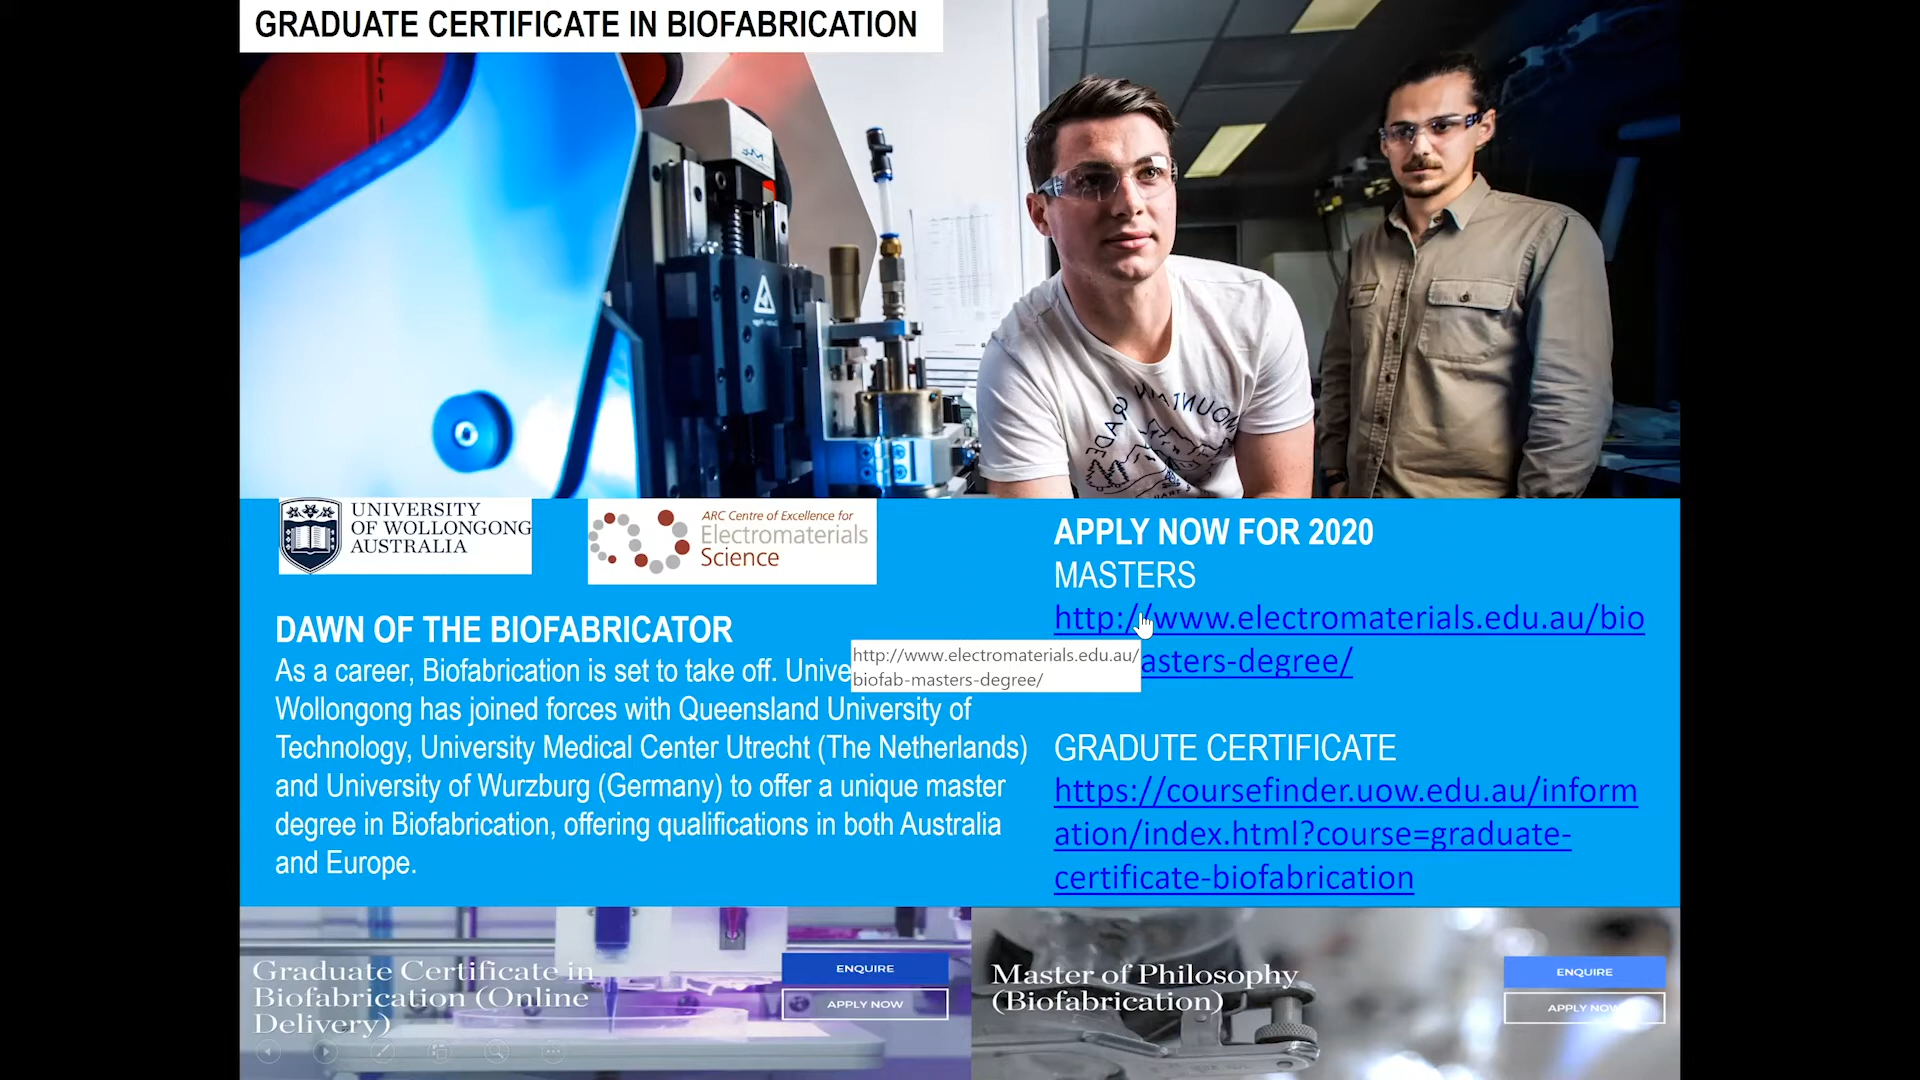 GRADUATE CERTIFICATE IN BIOFABRICATION
MOUNTAIN GRADE
UNIVERSITY
OF WOLLONGONG
AUSTRALIA
ARC Centre of Excellence for
Electromaterials
Science
DAWN OF THE BIOFABRICATOR
As a career, Biofabrication is set to take off. Unive
Wollongong has joined forces with Queensland University of
Technology, University Medical Center Utrecht (The Netherlands)
and University of Wurzburg (Germany) to offer a unique master
degree in Biofabrication, offering qualifications in both Australia
and Europe.
APPLY NOW FOR 2020
MASTERS
http://www.electromaterials.edu.au/bio
asters-degree/
http://www.electromaterials.edu.au/
biofab-masters-degree/
GRADUTE CERTIFICATE
https://coursefinder.uow.edu.au/inform
ation/index.html?course=graduate-
certificate-biofabrication
Graduate Certificate in
Biofabrication (Online
Delivery)
ENQUIRE
APPLY NOW
Master of Philosophy
(Biofabrication)
ENQUIRE
APPLY NOW